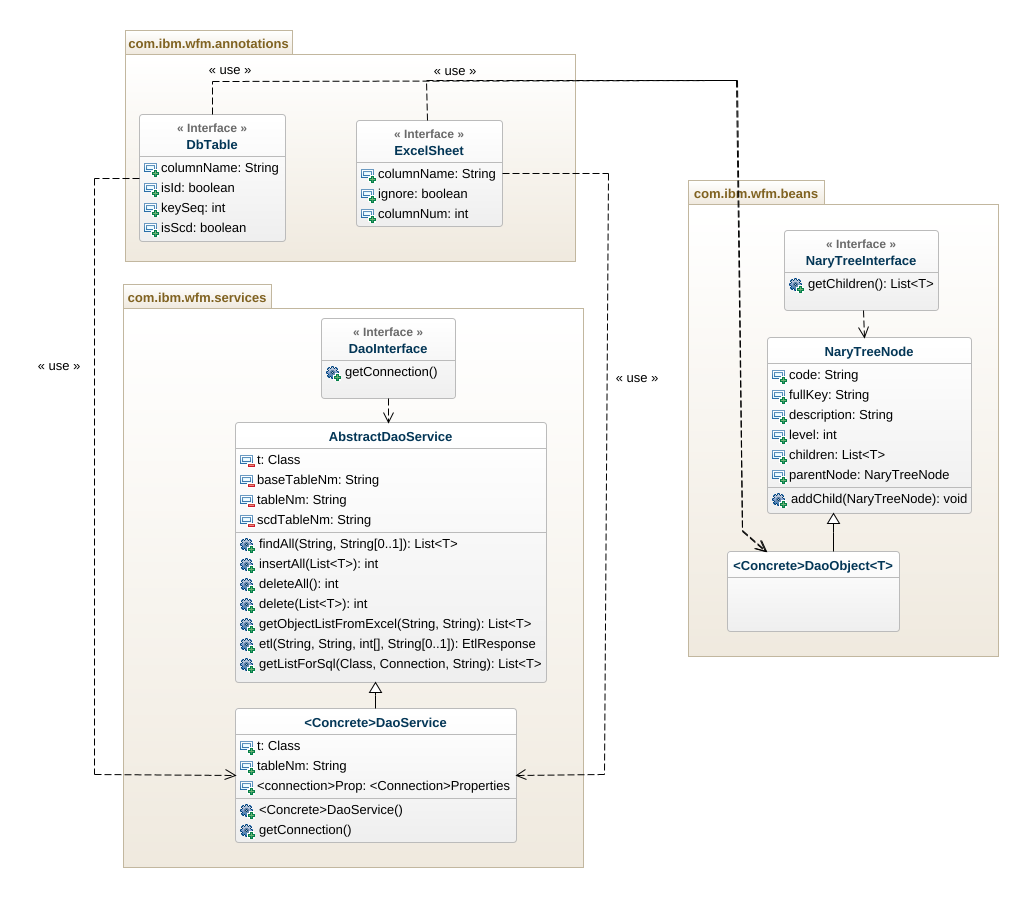 com.ibm.wfm.annotations
« use »
« use »
« Interface »
DbTable
columnName: String
isId: boolean
keySeq: int
isScd: boolean
« Interface »
ExcelSheet
columnName: String
ignore: boolean
columnNum: int
com.ibm.wfm.beans
« Interface »
NaryTreeInterface
getChildren(): List<T>
NaryTreeNode
code: String
fullKey: String
description: String
level: int
children: List<T>
parentNode: NaryTreeNode
addChild(NaryTreeNode): void
<Concrete>DaoObject<T>
com.ibm.wfm.services
« Interface »
DaoInterface
getConnection()
« use »
« use »
AbstractDaoService
t: Class
baseTableNm: String
tableNm: String
scdTableNm: String
findAll(String, String[0..1]): List<T>
insertAll(List<T>): int
deleteAll(): int
delete(List<T>): int
getObjectListFromExcel(String, String): List<T>
etl(String, String, int[], String[0..1]): EtlResponse
getListForSql(Class, Connection, String): List<T>
<Concrete>DaoService
t: Class
tableNm: String
<connection>Prop: <Connection>Properties
<Concrete>DaoService()
getConnection()